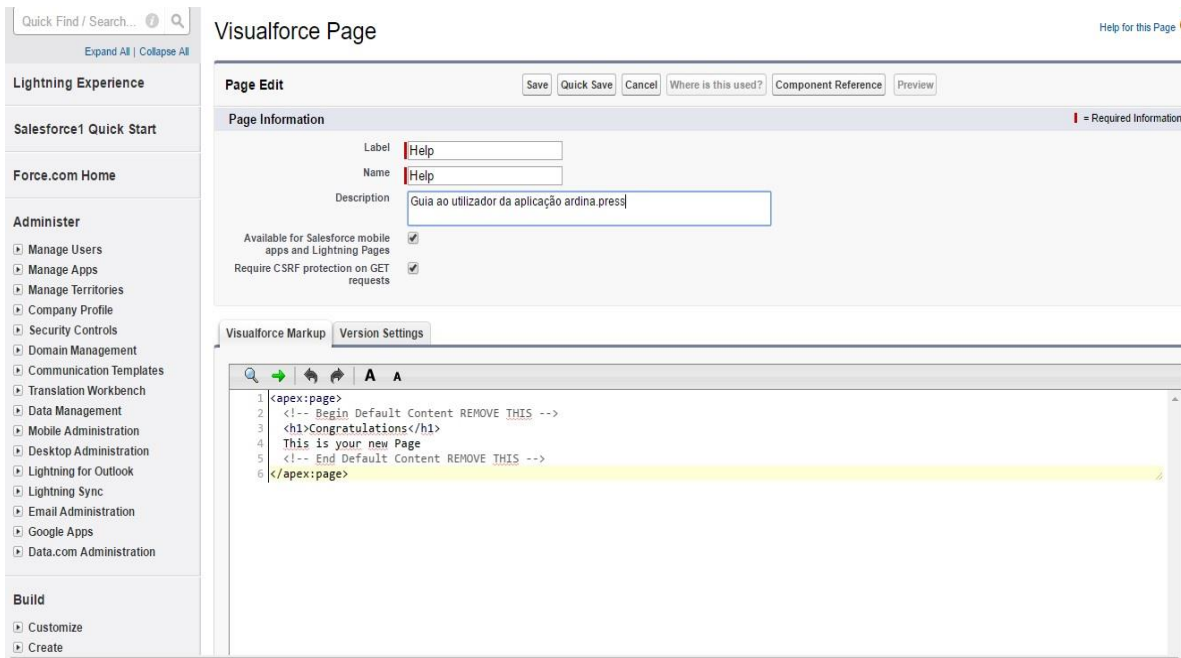 Quick Find / Search...
Expand All | Collapse All
Lightning Experience
Salesforce1 Quick Start
Force.com Home
Administer
Manage Users
Manage Apps
Manage Territories
Company Profile
Security Controls
Domain Management
Communication Templates
Translation Workbench
Data Management
Mobile Administration
Desktop Administration
Lightning for Outlook
Lightning Sync
Email Administration
Google Apps
Data.com Administration
Build
Customize
Create
Visualforce Page
Help for this Page
Page Edit
Save Quick Save Cancel Where is this used? Component Reference Preview
Page Information
= Required Information
Label Help
Name Help
Description Guia ao utilizador da aplicação ardina.press
Available for Salesforce mobile
apps and Lightning Pages
Require CSRF protection on GET
requests
Visualforce Markup Version Settings
A A
1 <apex:page>
2 <!-- Begin Default Content REMOVE THIS -->
3 <h1>Congratulations</h1>
4 This is your new Page
5 <!-- End Default Content REMOVE THIS -->
6 </apex:page>